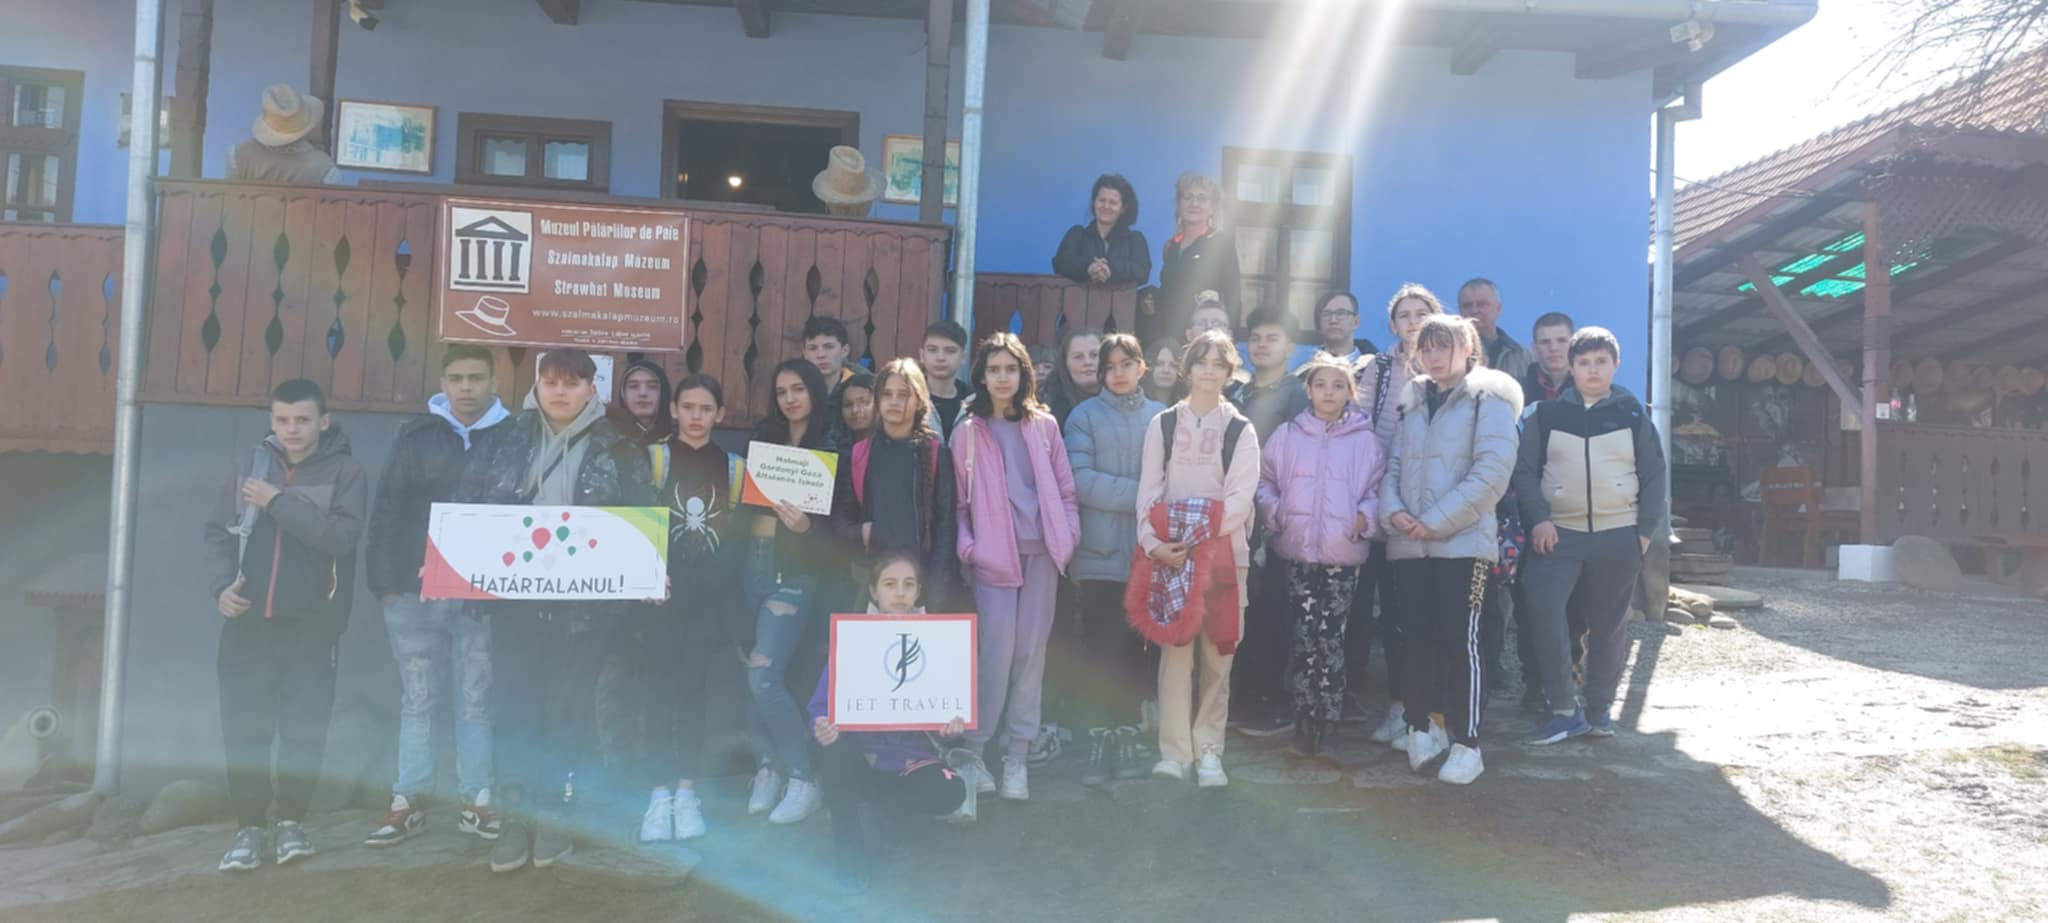 Muzeul Pălăriilor de Paie
Szalmakalap Múzeum
Strawhat Museum
www.szalmakalapmuzeum.ro
Halmaji
Gárdonyi Géza
Általános Iskola
HATÁRTALANUL!
JET TRAVEL
98